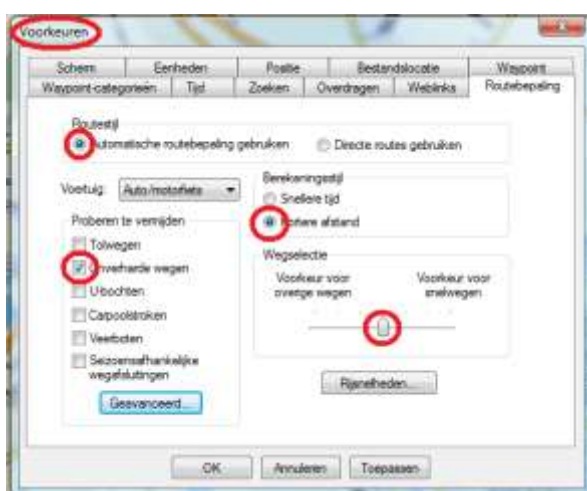 Voorkeuren
Scherm Eenheden Positie Bestandslocatie Waypoint
Waypoint-categorieën Tijd Zoeken Overdragen Weblinks Routebepaling
Routestijl
Automatische routebepaling gebruiken Directe routes gebruiken
Voertuig: Auto/motorfiets
Berekeningsstijl
Snellere tijd
Kortere afstand
Proberen te vermijden
Tolwegen
Onverharde wegen
U-bochten
Carpoolstroken
Veerboten
Seizoensafhankelijke
wegafsluitingen
Geavanceerd...
Wegselectie
Voorkeur voor Voorkeur voor
overige wegen snelwegen
Rijsnelheden...
OK Annuleren Toepassen